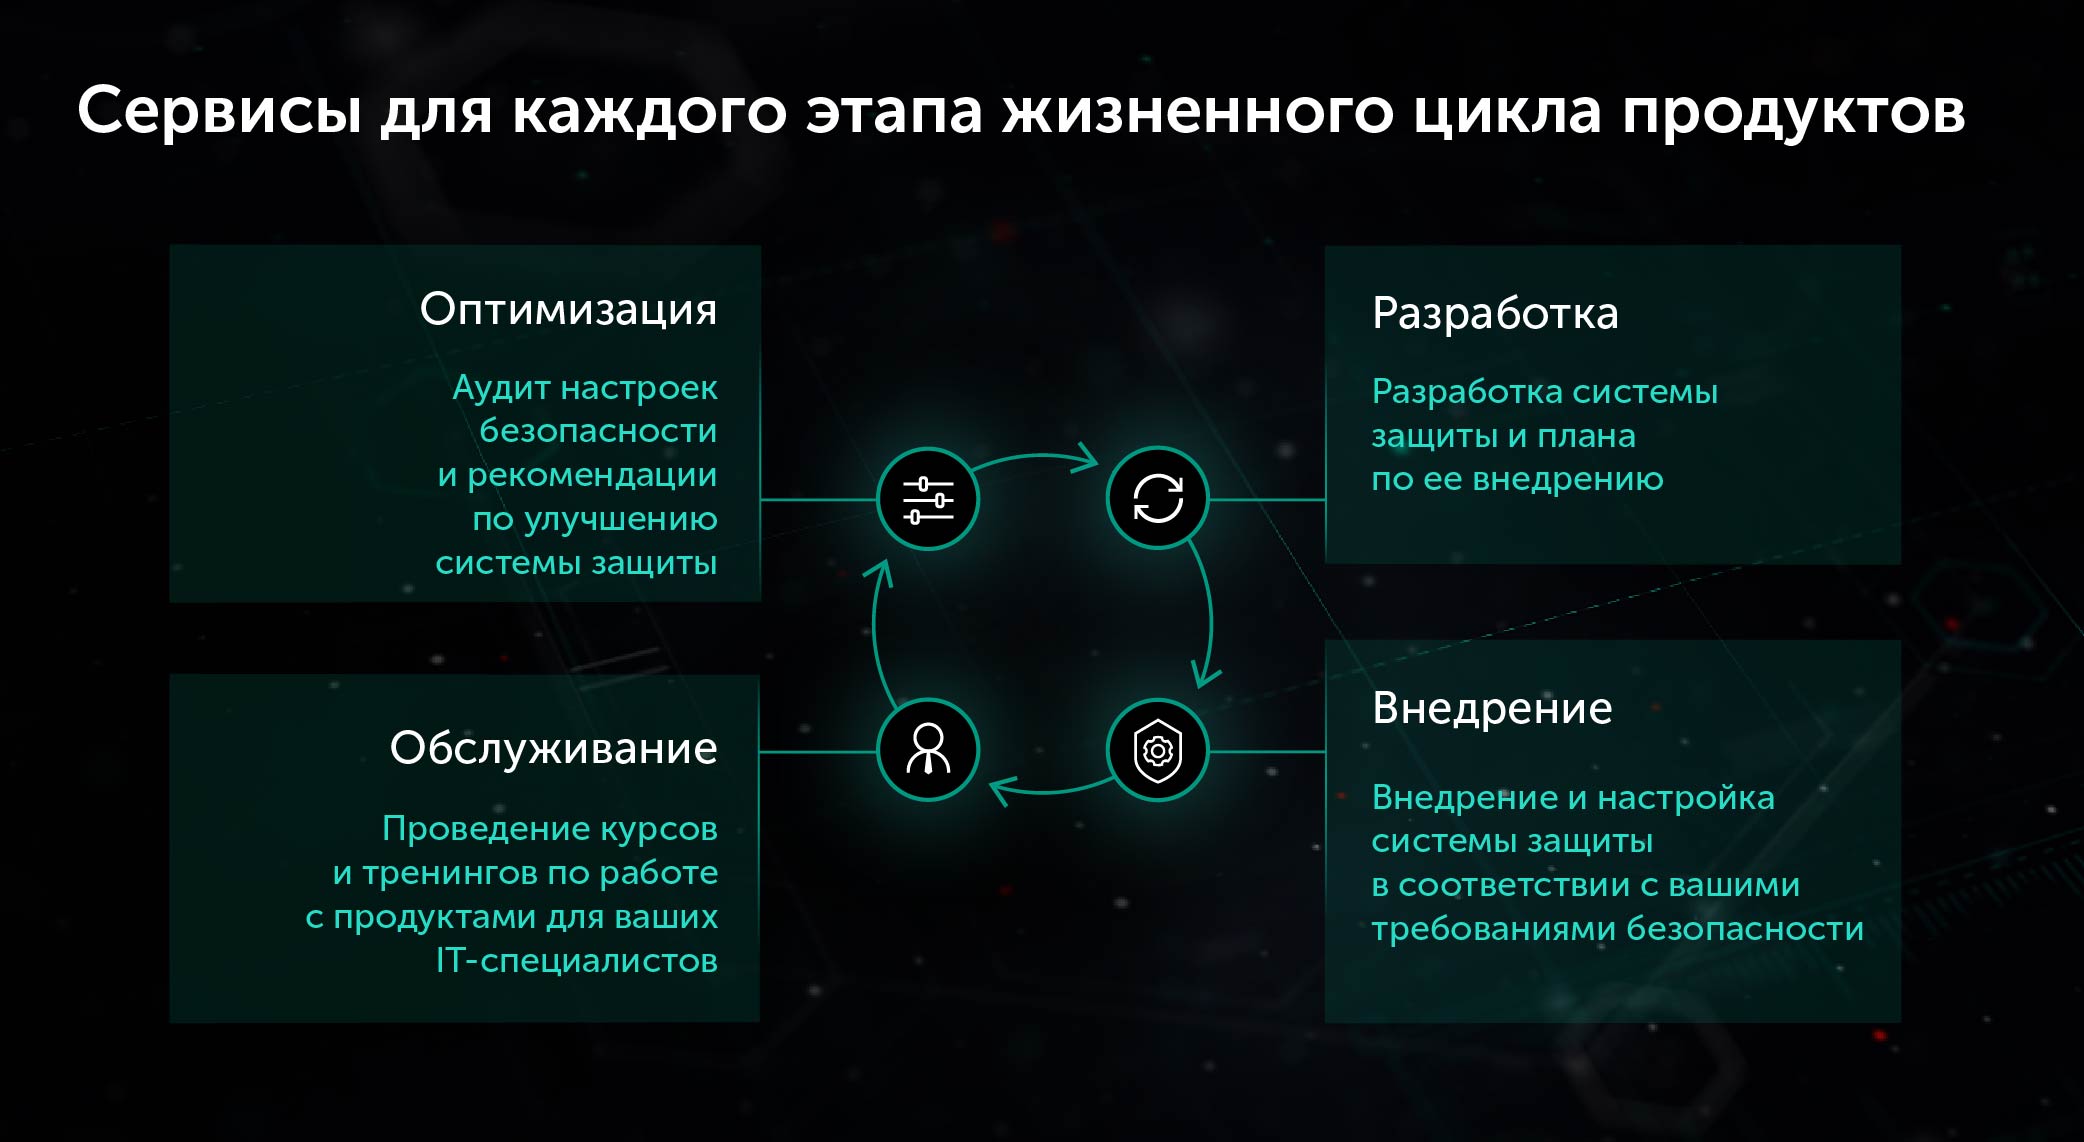 Сервисы для каждого этапа жизненного цикла продуктов
Оптимизация
Аудит настроек
безопасности
и рекомендации
по улучшению
системы защиты
Разработка
Разработка системы
защиты и плана
по ее внедрению
Обслуживание
Проведение курсов
и тренингов по работе
с продуктами для ваших
IT-специалистов
Внедрение
Внедрение и настройка
системы защиты
в соответствии с вашими
требованиями безопасности